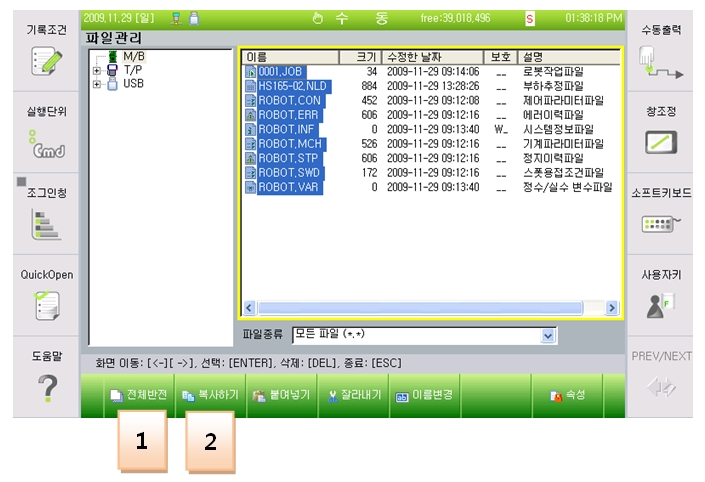 2009.11.29 [일] 수 동 free:39,018,496 S 01:38:18 PM
기록조건
실행단위
Cmd
조그인칭
QuickOpen
도움말
?
파일관리
M/B
T/P
USB
이름 크기 수정한 날짜 보호 설명
0001.JOB 34 2009-11-29 09:14:06 __ 로봇작업파일
HS165-02.NLD 884 2009-11-29 13:28:26 __ 부하추정파일
ROBOT.CON 452 2009-11-29 09:12:08 __ 제어파라미터파일
ROBOT.ERR 606 2009-11-29 09:12:16 __ 에러이력파일
ROBOT.INF 0 2009-11-29 09:13:40 W_ 시스템정보파일
ROBOT.MCH 526 2009-11-29 09:12:16 __ 기계파라미터파일
ROBOT.STP 606 2009-11-29 09:12:16 __ 정지이력파일
ROBOT.SWD 172 2009-11-29 09:12:16 __ 스폿용접조건파일
ROBOT.VAR 0 2009-11-29 09:13:40 __ 정수/실수 변수파일
파일종류 모든 파일 (*.*)
화면 이동: [<-][ ->], 선택: [ENTER], 삭제: [DEL], 종료: [ESC]
전체반전 복사하기 붙여넣기 잘라내기 이름변경 속성
수동출력
창조정
소프트키보드
사용자키
F
PREV/NEXT
1 2